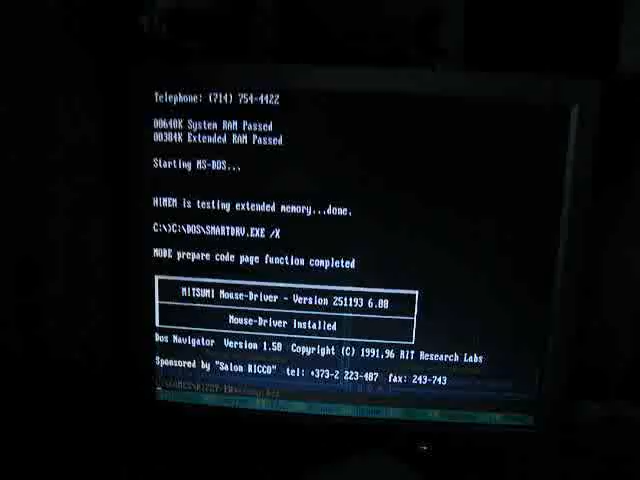 Telephone: (714) 754-4422
00640K System RAM Passed
00384K Extended RAM Passed
Starting MS-DOS...
HIMEM is testing extended memory...done.
C:\>C:\DOS\SMARTDRV.EXE /X
MODE prepare code page function completed
MITSUMI Mouse-Driver - Version 251193 6.00
Mouse-Driver Installed
Dos Navigator Version 1.50 Copyright (C) 1991,96 RIT Research Labs
Sponsored by "Salon RICCO" tel: +373-2 223-487 fax: 243-743